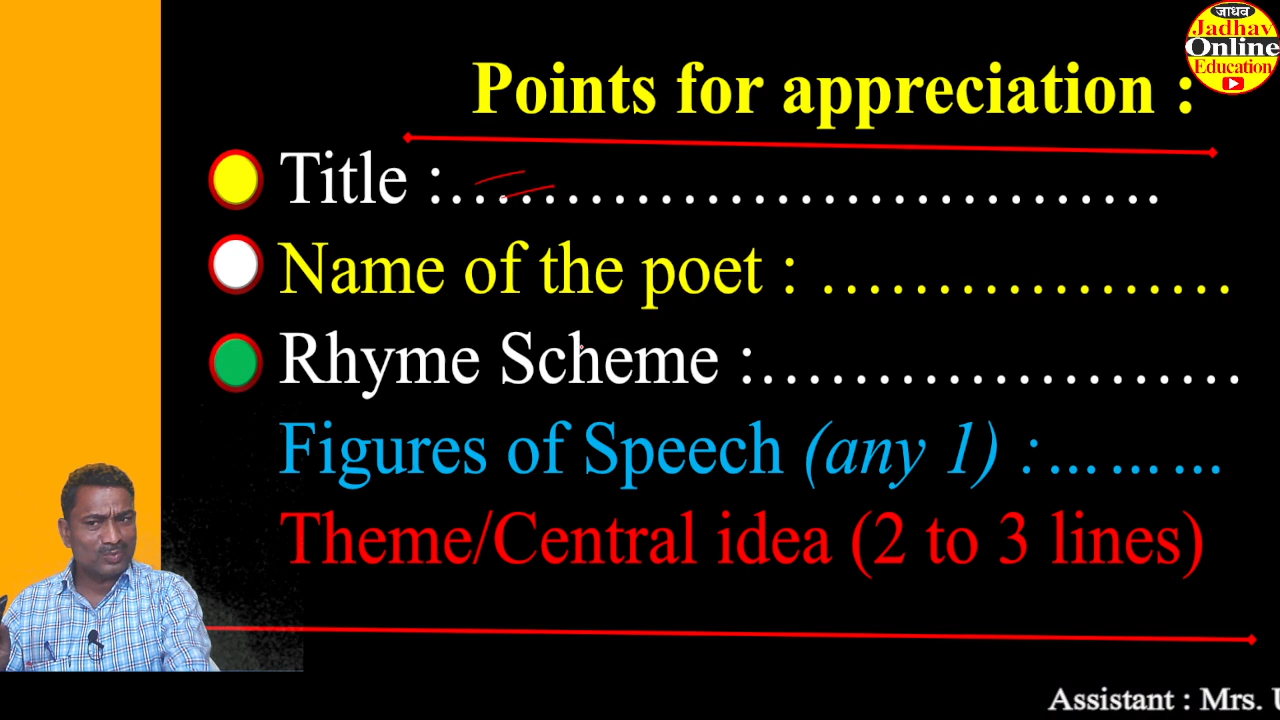 जाधव
Jadhav
Online
Education
Points for appreciation :
Title :…………………………
Name of the poet : ………………
Rhyme Scheme :…………………
Figures of Speech (any 1) :………
Theme/Central idea (2 to 3 lines)
Assistant : Mrs. U